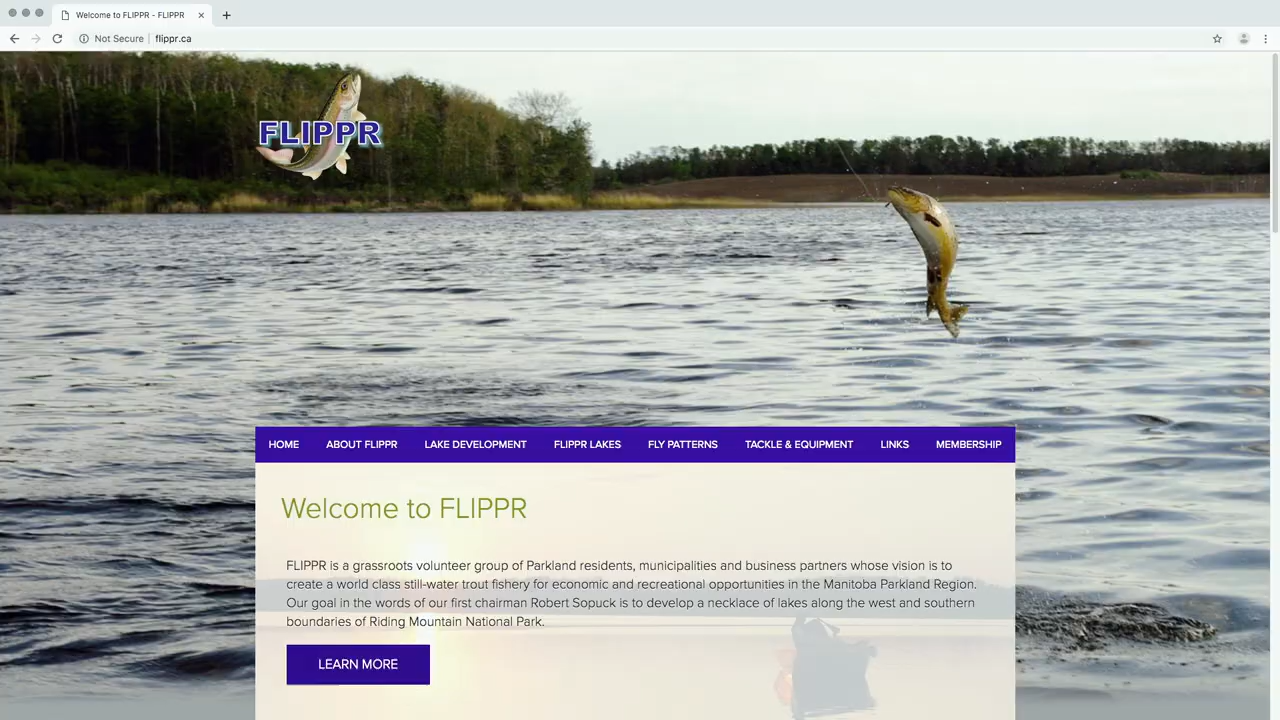 Welcome to FLIPPR - FLIPPR
Not Secure flippr.ca
FLIPPR
HOME ABOUT FLIPPR LAKE DEVELOPMENT FLIPPR LAKES FLY PATTERNS TACKLE & EQUIPMENT LINKS MEMBERSHIP
Welcome to FLIPPR
FLIPPR is a grassroots volunteer group of Parkland residents, municipalities and business partners whose vision is to
create a world class still-water trout fishery for economic and recreational opportunities in the Manitoba Parkland Region.
Our goal in the words of our first chairman Robert Sopuck is to develop a necklace of lakes along the west and southern
boundaries of Riding Mountain National Park.
LEARN MORE